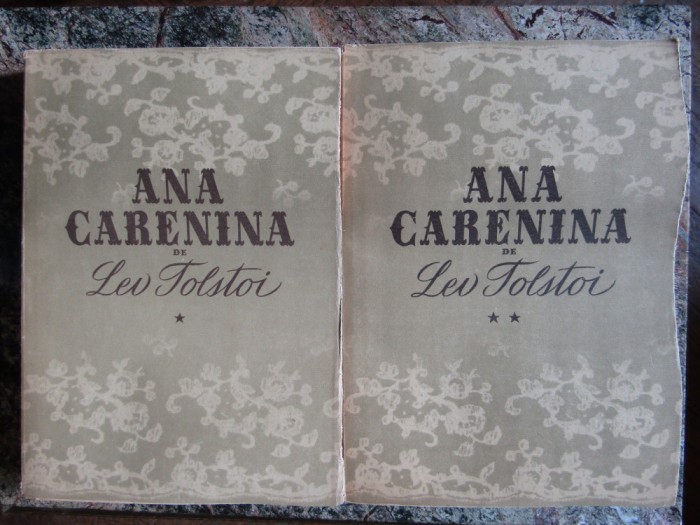 ANA
CARENINA
DE
Lev Tolstoi
★
ANA
CARENINA
DE
Lev Tolstoi
★★